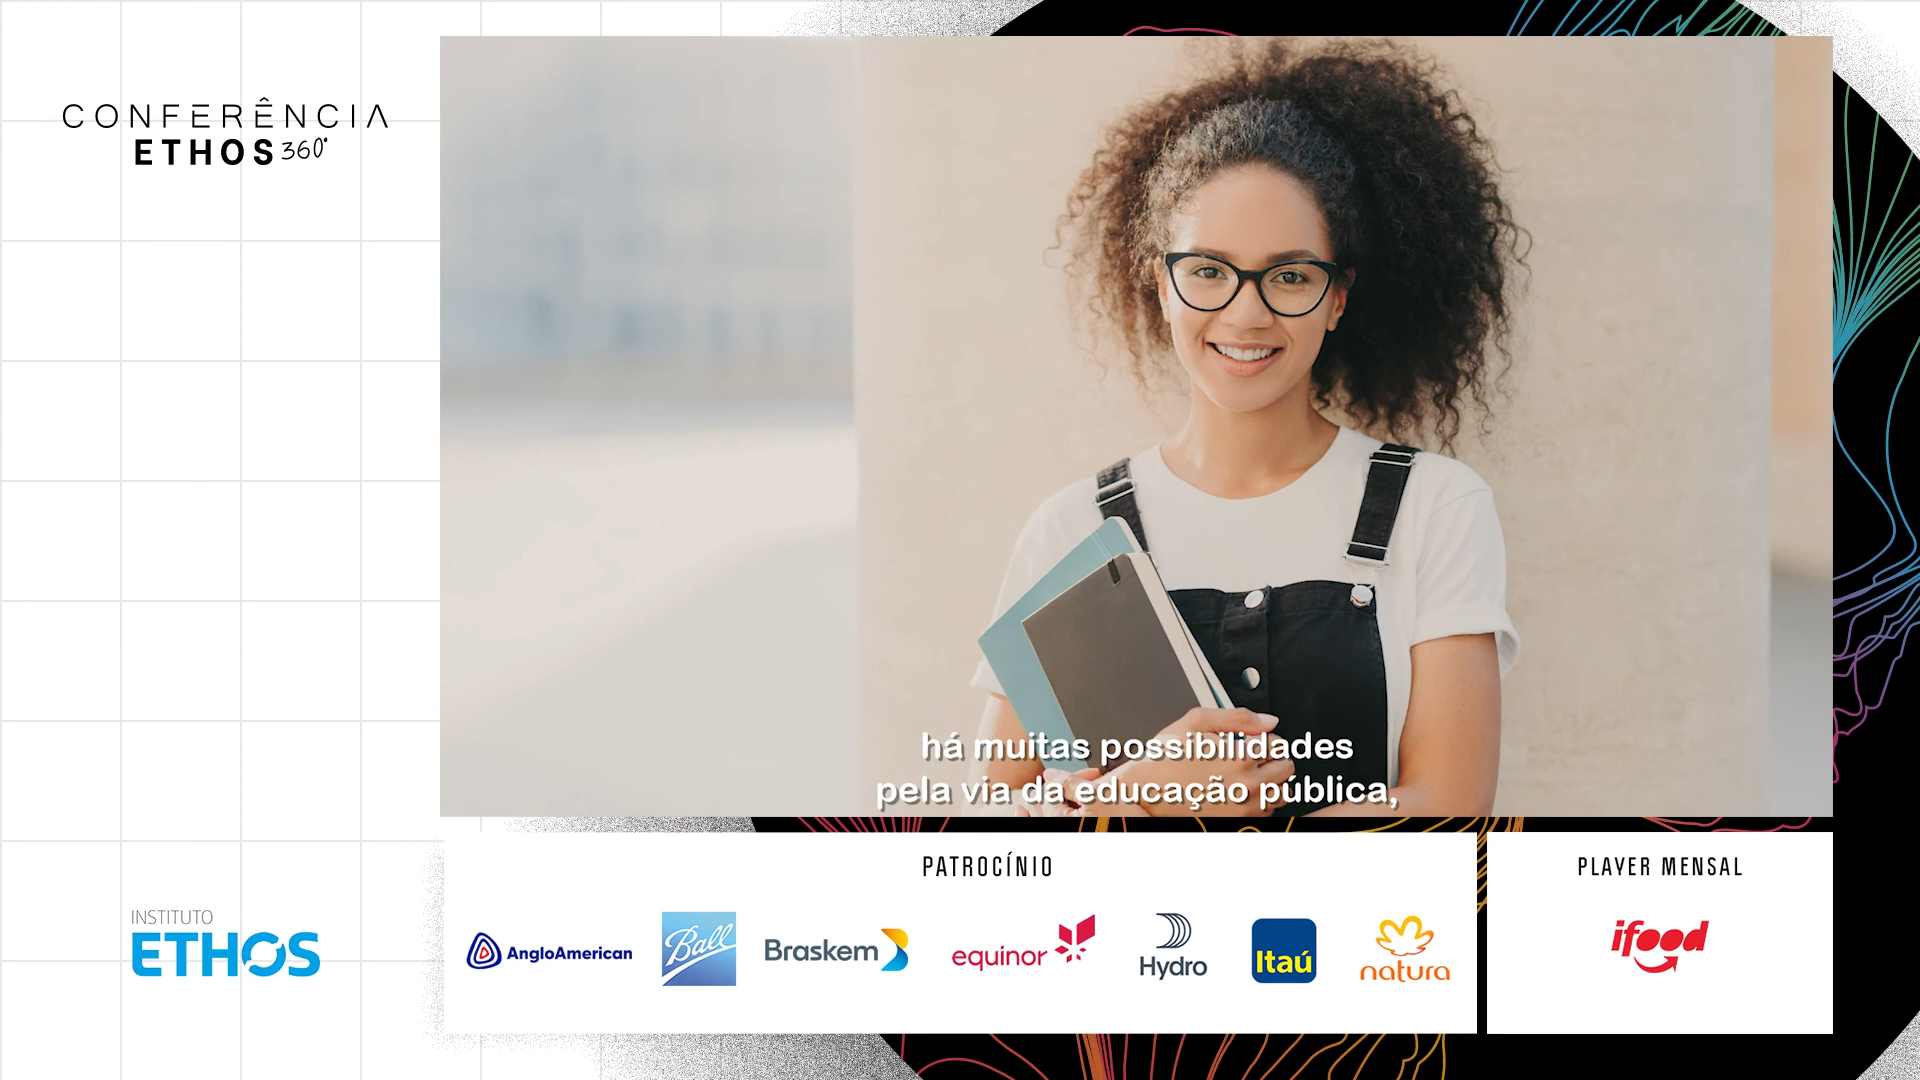 CONFERÊNCIA
ETHOS 360°
há muitas possibilidades
pela via da educação pública,
PATROCÍNIO
PLAYER MENSAL
INSTITUTO
ETHOS
AngloAmerican
Ball
Braskem
equinor
Hydro
Itaú
natura
ifood